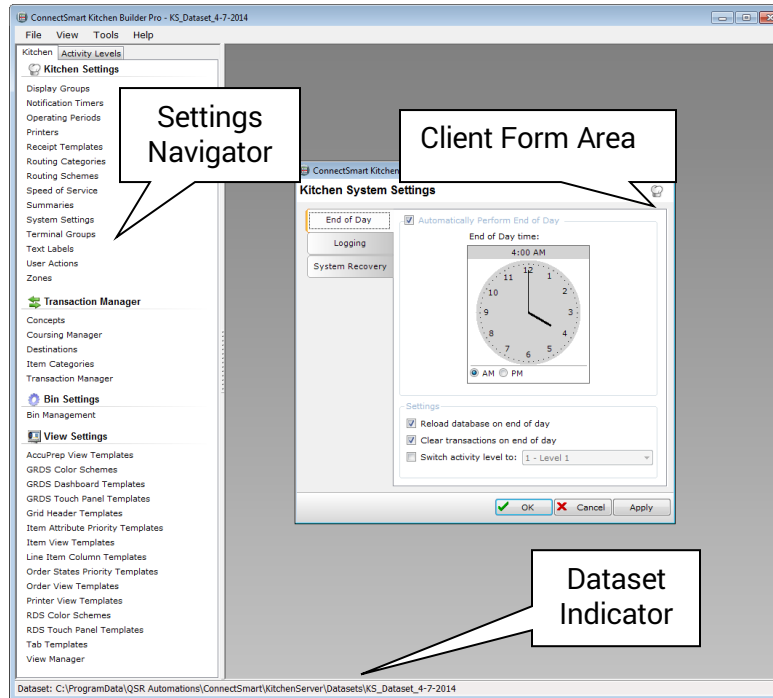 ConnectSmart Kitchen Builder Pro - KS_Dataset_4-7-2014
File View Tools Help
Kitchen Activity Levels
Kitchen Settings
Display Groups
Notification Timers
Operating Periods
Printers
Receipt Templates
Routing Categories
Routing Schemes
Speed of Service
Summaries
System Settings
Terminal Groups
Text Labels
User Actions
Zones
Transaction Manager
Concepts
Coursing Manager
Destinations
Item Categories
Transaction Manager
Bin Settings
Bin Management
View Settings
AccuPrep View Templates
GRDS Color Schemes
GRDS Dashboard Templates
GRDS Touch Panel Templates
Grid Header Templates
Item Attribute Priority Templates
Item View Templates
Line Item Column Templates
Order States Priority Templates
Order View Templates
Printer View Templates
RDS Color Schemes
RDS Touch Panel Templates
Tab Templates
View Manager
Settings
Navigator
Client Form Area
ConnectSmart Kitchen
Kitchen System Settings
End of Day
Logging
System Recovery
Automatically Perform End of Day
End of Day time:
4:00 AM
12
11 1
10 2
9 3
8 4
7 5
6
AM PM
Settings
Reload database on end of day
Clear transactions on end of day
Switch activity level to: 1 - Level 1
OK Cancel Apply
Dataset
Indicator
Dataset: C:\ProgramData\QSR Automations\ConnectSmart\KitchenServer\Datasets\KS_Dataset_4-7-2014